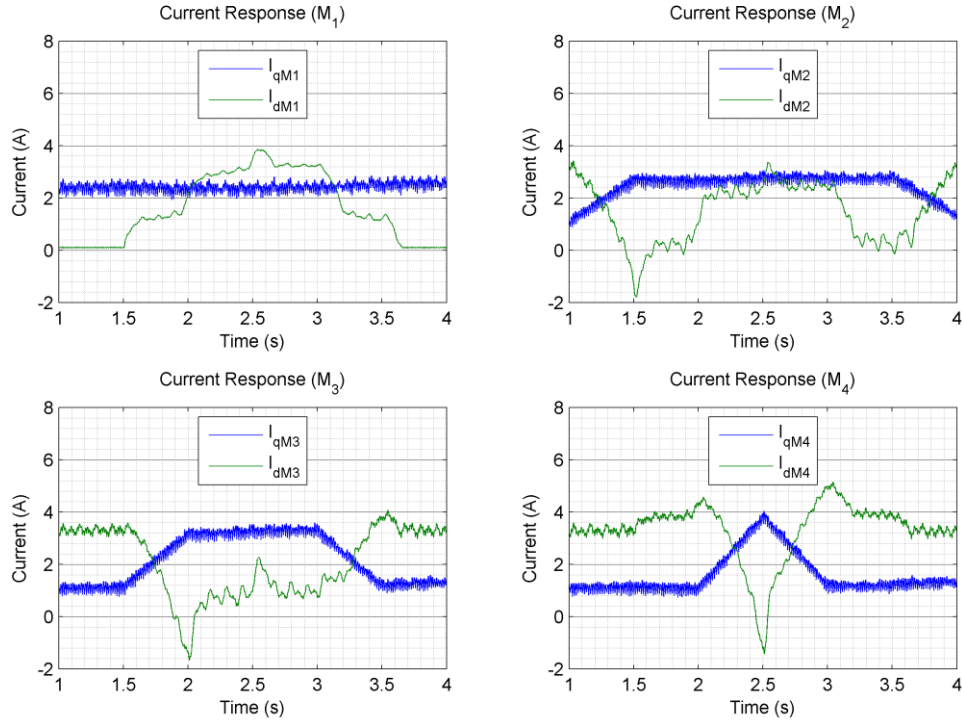 Current Response (M1)
8
6
4
2
0
-2
Current (A)
IqM1
IdM1
1 1.5 2 2.5 3 3.5 4
Time (s)
Current Response (M2)
8
6
4
2
0
-2
Current (A)
IqM2
IdM2
1 1.5 2 2.5 3 3.5 4
Time (s)
Current Response (M3)
8
6
4
2
0
-2
Current (A)
IqM3
IdM3
1 1.5 2 2.5 3 3.5 4
Time (s)
Current Response (M4)
8
6
4
2
0
-2
Current (A)
IqM4
IdM4
1 1.5 2 2.5 3 3.5 4
Time (s)